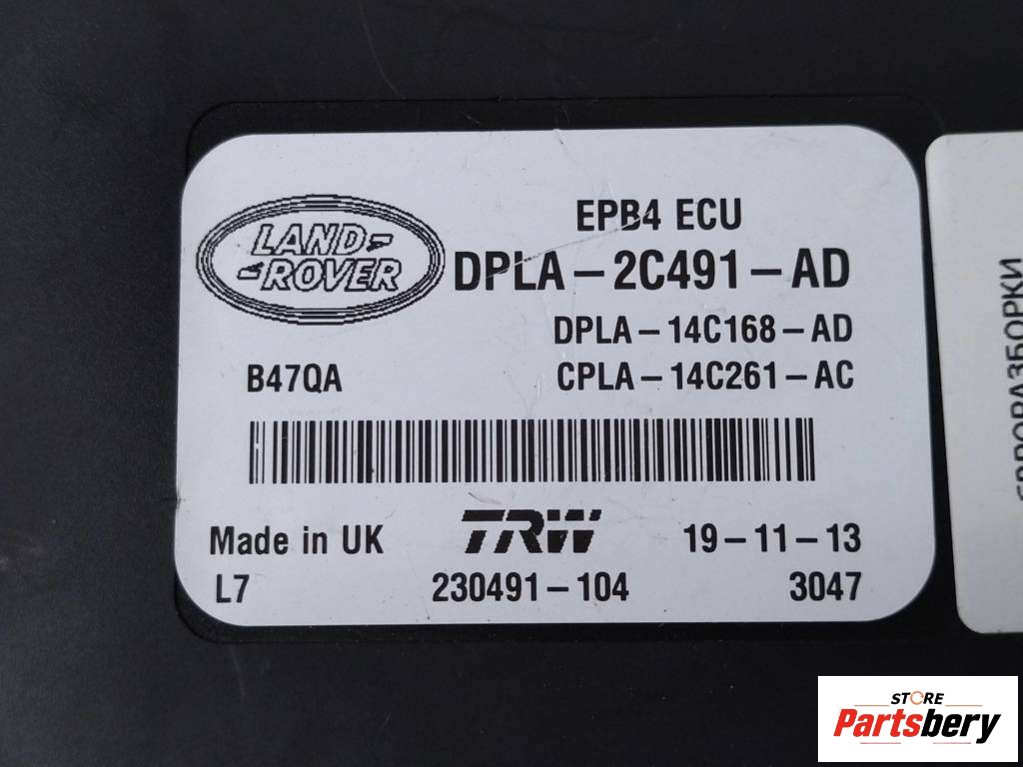 LAND-
-ROVER
EPB4 ECU
DPLA-2C491-AD
DPLA-14C168-AD
B47QA
CPLA-14C261-AC
Made in UK
TRW
19-11-13
L7
230491-104
3047
ЕВРОРАЗБОРКИ
STORE
Partsbery